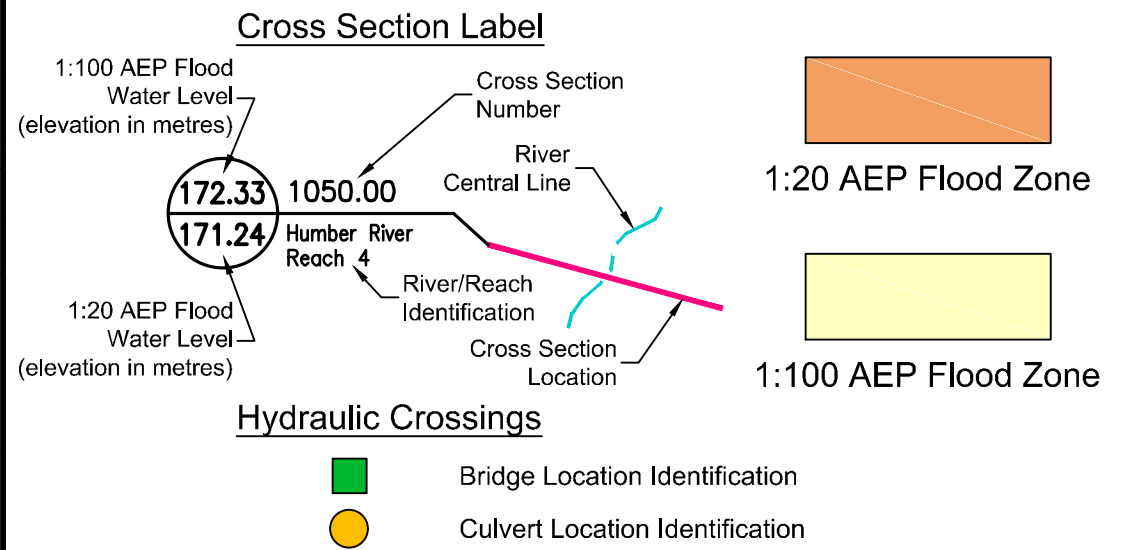 Cross Section Label
1:100 AEP Flood
Water Level
(elevation in metres)
Cross Section
Number
River
Central Line
172.33
1050.00
171.24
Humber River
Reach 4
River/Reach
Identification
1:20 AEP Flood
Water Level
(elevation in metres)
Cross Section
Location
1:20 AEP Flood Zone
1:100 AEP Flood Zone
Hydraulic Crossings
Bridge Location Identification
Culvert Location Identification